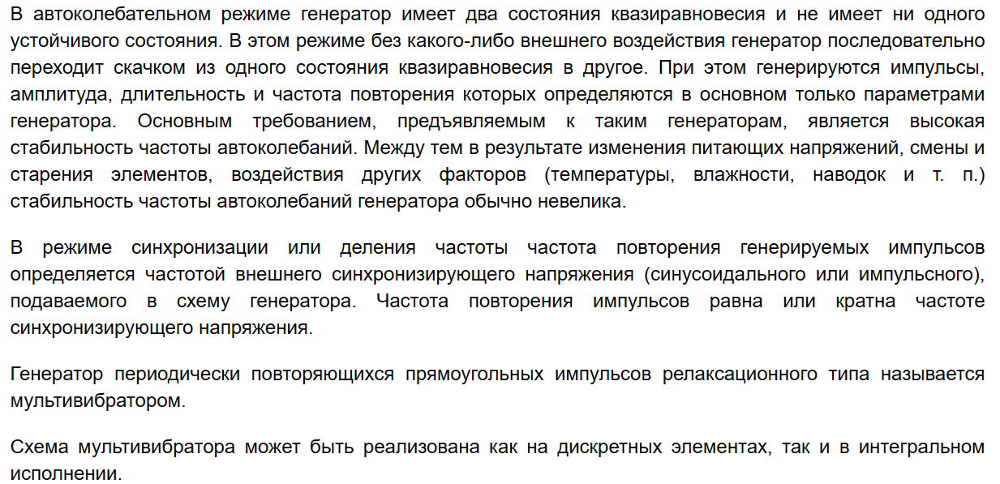 В автоколебательном режиме генератор имеет два состояния квазиравновесия и не имеет ни одного
устойчивого состояния. В этом режиме без какого-либо внешнего воздействия генератор последовательно
переходит скачком из одного состояния квазиравновесия в другое. При этом генерируются импульсы,
амплитуда, длительность и частота повторения которых определяются в основном только параметрами
генератора. Основным требованием, предъявляемым к таким генераторам, является высокая
стабильность частоты автоколебаний. Между тем в результате изменения питающих напряжений, смены и
старения элементов, воздействия других факторов (температуры, влажности, наводок и т. п.)
стабильность частоты автоколебаний генератора обычно невелика.
В режиме синхронизации или деления частоты частота повторения генерируемых импульсов
определяется частотой внешнего синхронизирующего напряжения (синусоидального или импульсного),
подаваемого в схему генератора. Частота повторения импульсов равна или кратна частоте
синхронизирующего напряжения.
Генератор периодически повторяющихся прямоугольных импульсов релаксационного типа называется
мультивибратором.
Схема мультивибратора может быть реализована как на дискретных элементах, так и в интегральном
исполнении.